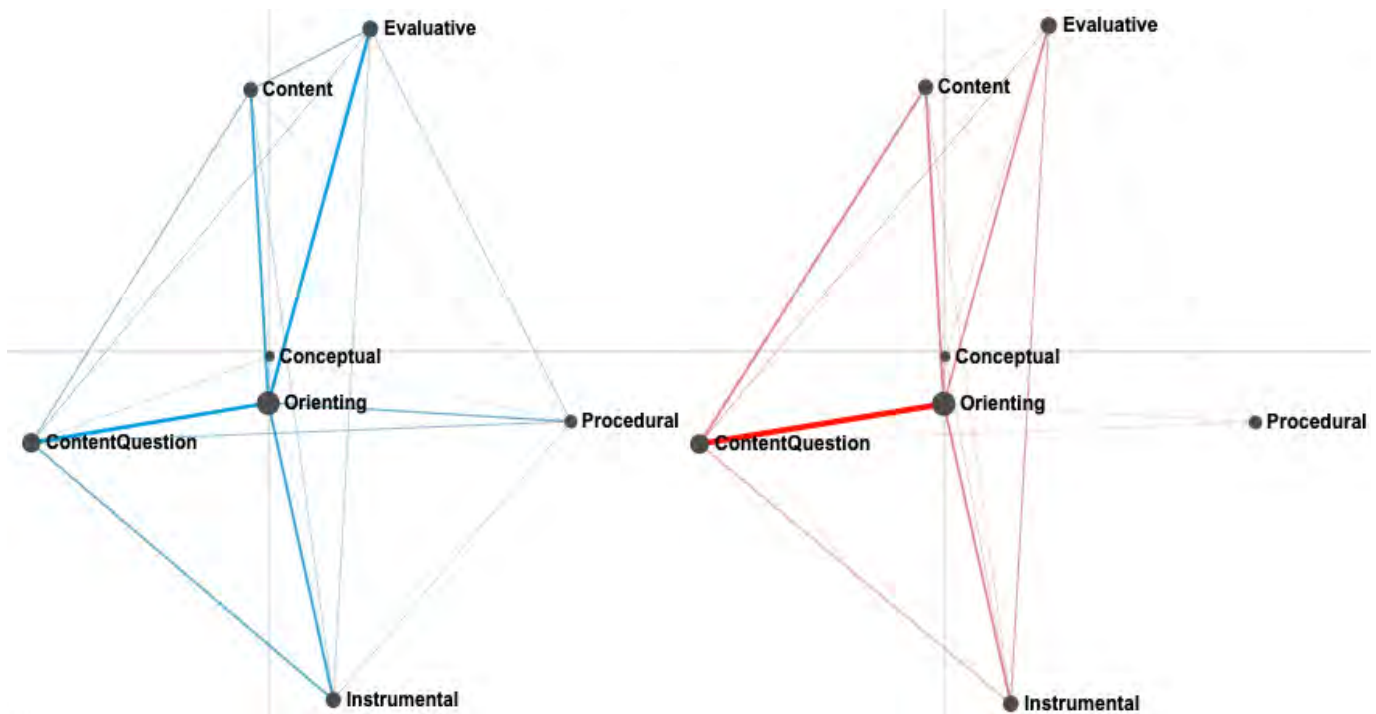 Evaluative
Content
Conceptual
Orienting
Procedural
ContentQuestion
Instrumental
Evaluative
Content
Conceptual
Orienting
Procedural
ContentQuestion
Instrumental